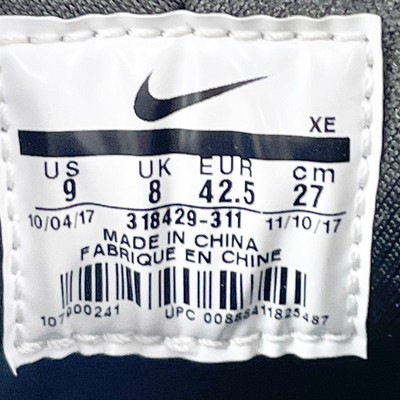 XE
US UK EUR cm
9 8 42.5 27
10/04/17 318429-311 11/10/17
MADE IN CHINA
FABRIQUE EN CHINE
UPC